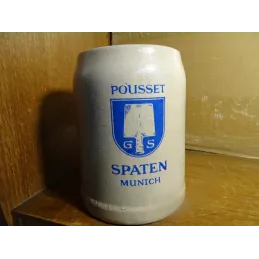 POUSSET
G S
SPATEN
MUNICH